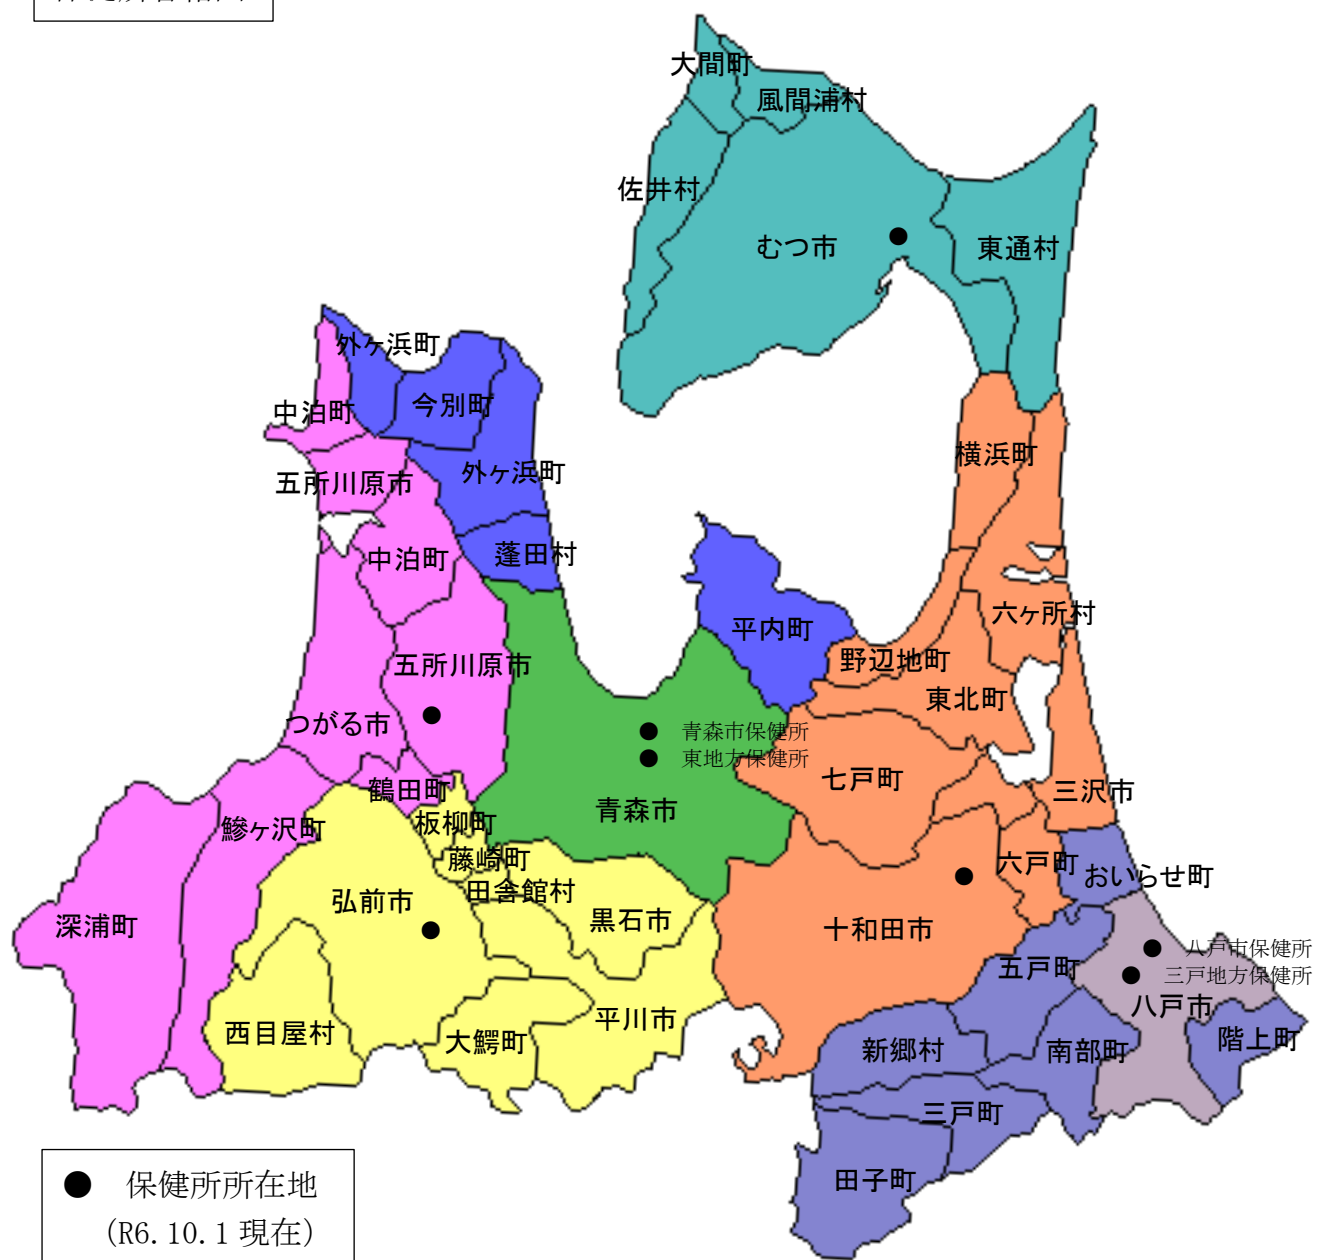 大間町
風間浦村
佐井村
むつ市
東通村
外ヶ浜町
中泊町
今別町
横浜町
五所川原市
外ヶ浜町
中泊町
蓬田村
六ヶ所村
平内町
野辺地町
五所川原市
東北町
つがる市
青森市保健所
東地方保健所
七戸町
鶴田町
三沢市
青森市
板柳町
鰺ヶ沢町
藤崎町
六戸町
おいらせ町
田舎館村
弘前市
黒石市
深浦町
十和田市
八戸市保健所
五戸町
三戸地方保健所
八戸市
平川市
西目屋村
大鰐町
新郷村
南部町
階上町
三戸町
田子町
● 保健所所在地
(R6.10.1 現在)